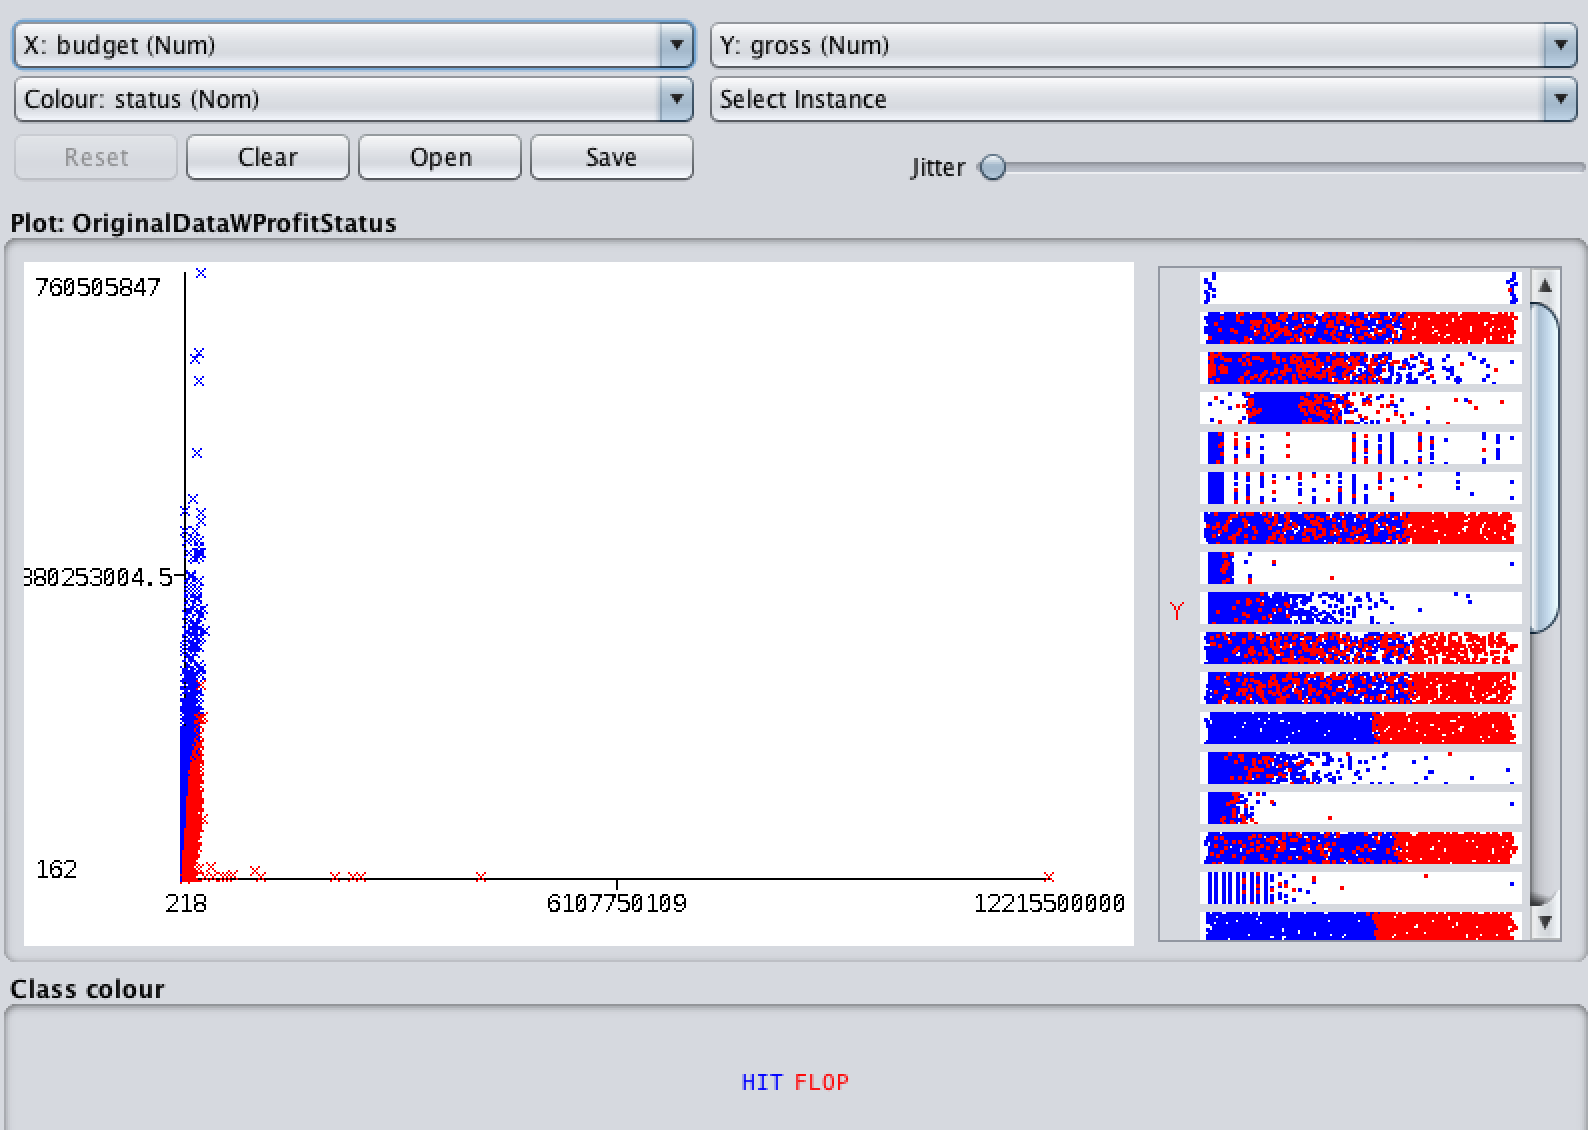 X: budget (Num)
Y: gross (Num)
Colour: status (Nom)
Select Instance
Reset
Clear
Open
Save
Jitter
Plot: OriginalDataWProfitStatus
760505847
380253004.5
162
218
6107750109
12215500000
Y
Class colour
HIT FLOP